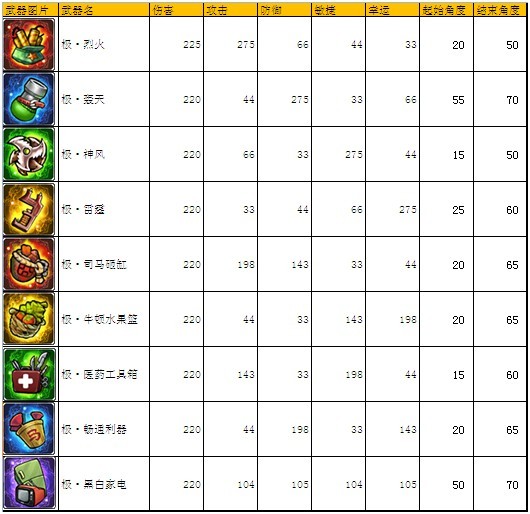 武器图片 武器名 伤害 攻击 防御 敏捷 幸运 起始角度 结束角度
极·烈火 225 275 66 44 33 20 50
极·轰天 220 44 275 33 66 55 70
极·神风 220 66 33 275 44 15 50
极·雷霆 220 33 44 66 275 25 60
极·司马砸缸 220 198 143 33 44 20 65
极·牛顿水果篮 220 44 33 143 198 20 65
极·医药工具箱 220 143 33 198 44 15 60
极·畅通利器 220 44 198 33 143 20 65
极·黑白家电 220 104 105 104 105 50 70